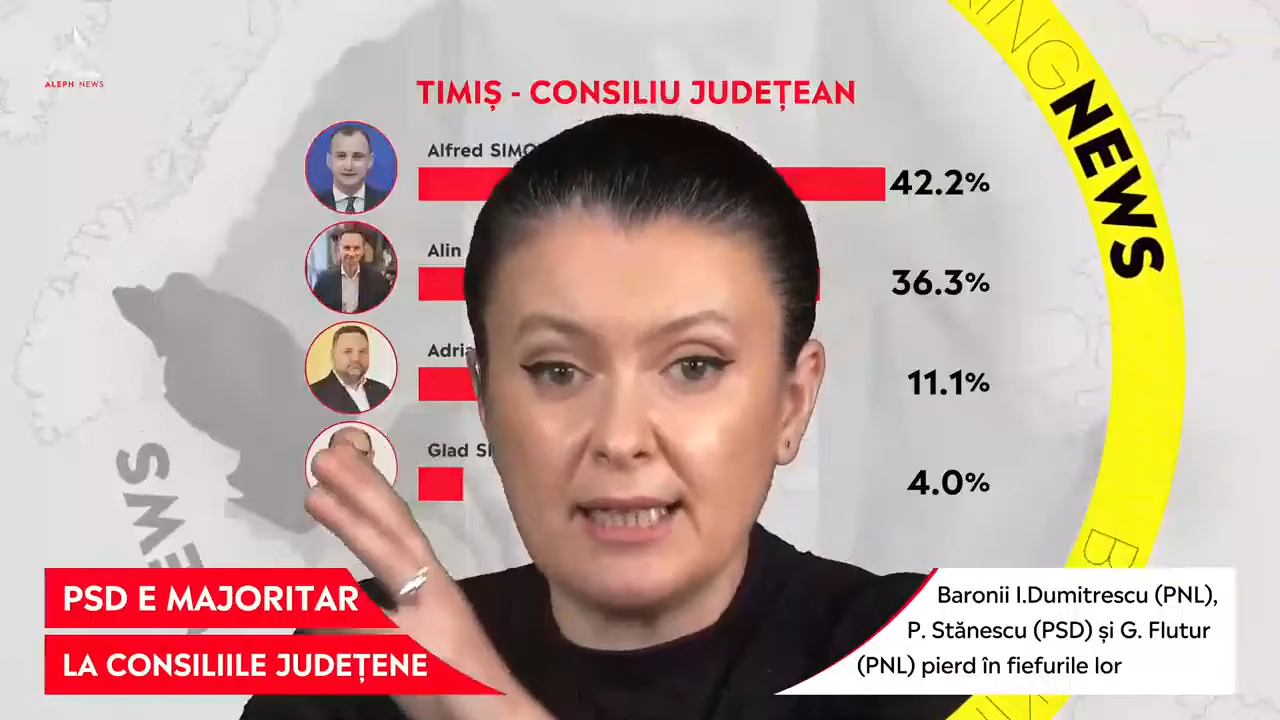 ALEPH NEWS
TIMIȘ - CONSILIU JUDEȚEAN
Alfred
42.2%
Alin
36.3%
11.1%
Glad
4.0%
NEWS
NEWS
PSD E MAJORITAR
LA CONSILIILE JUDEȚENE
Baronii I.Dumitrescu (PNL),
P. Stănescu (PSD) și G. Flutur
(PNL) pierd în fiefurile lor